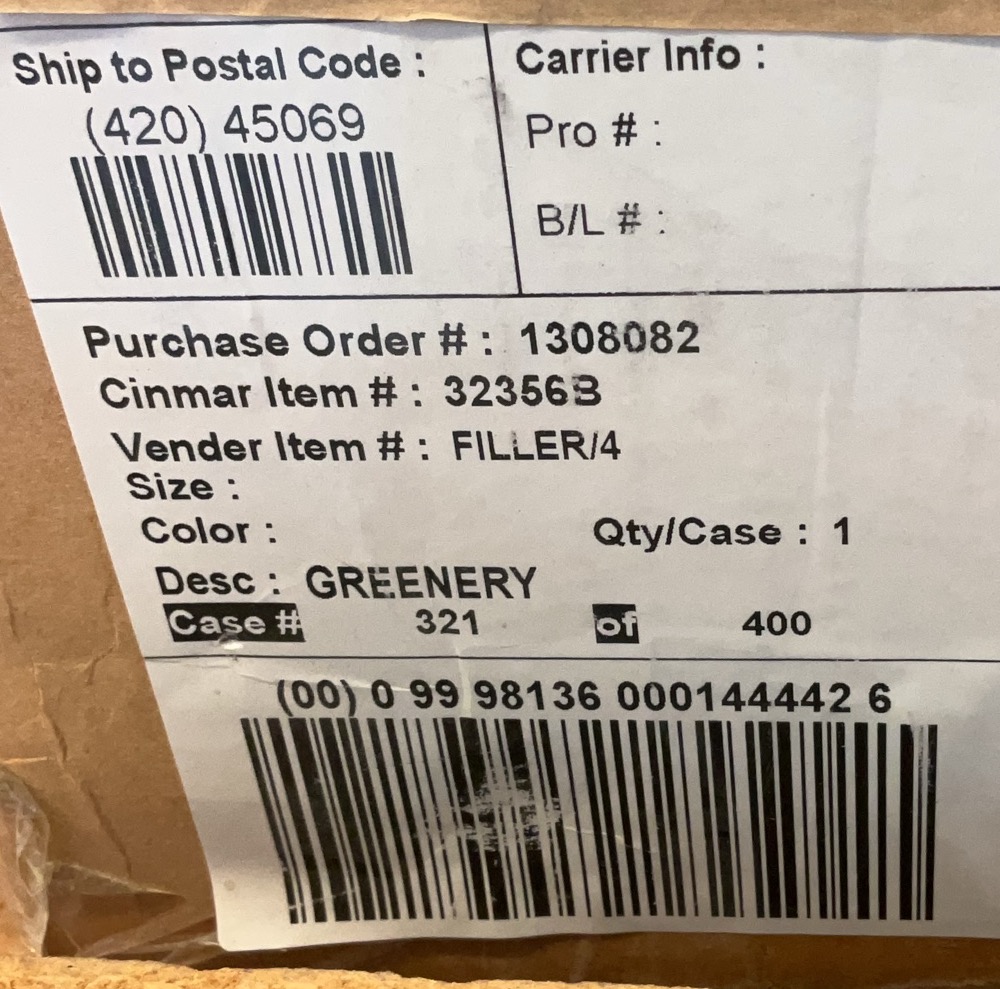 Ship to Postal Code :
(420) 45069
Carrier Info :
Pro # :
B/L # :
Purchase Order # : 1308082
Cinmar Item # : 32356B
Vender Item # : FILLER/4
Size :
Color :
Qty/Case : 1
Desc : GREENERY
Case # 321 of 400
(00) 0 99 98136 000144442 6